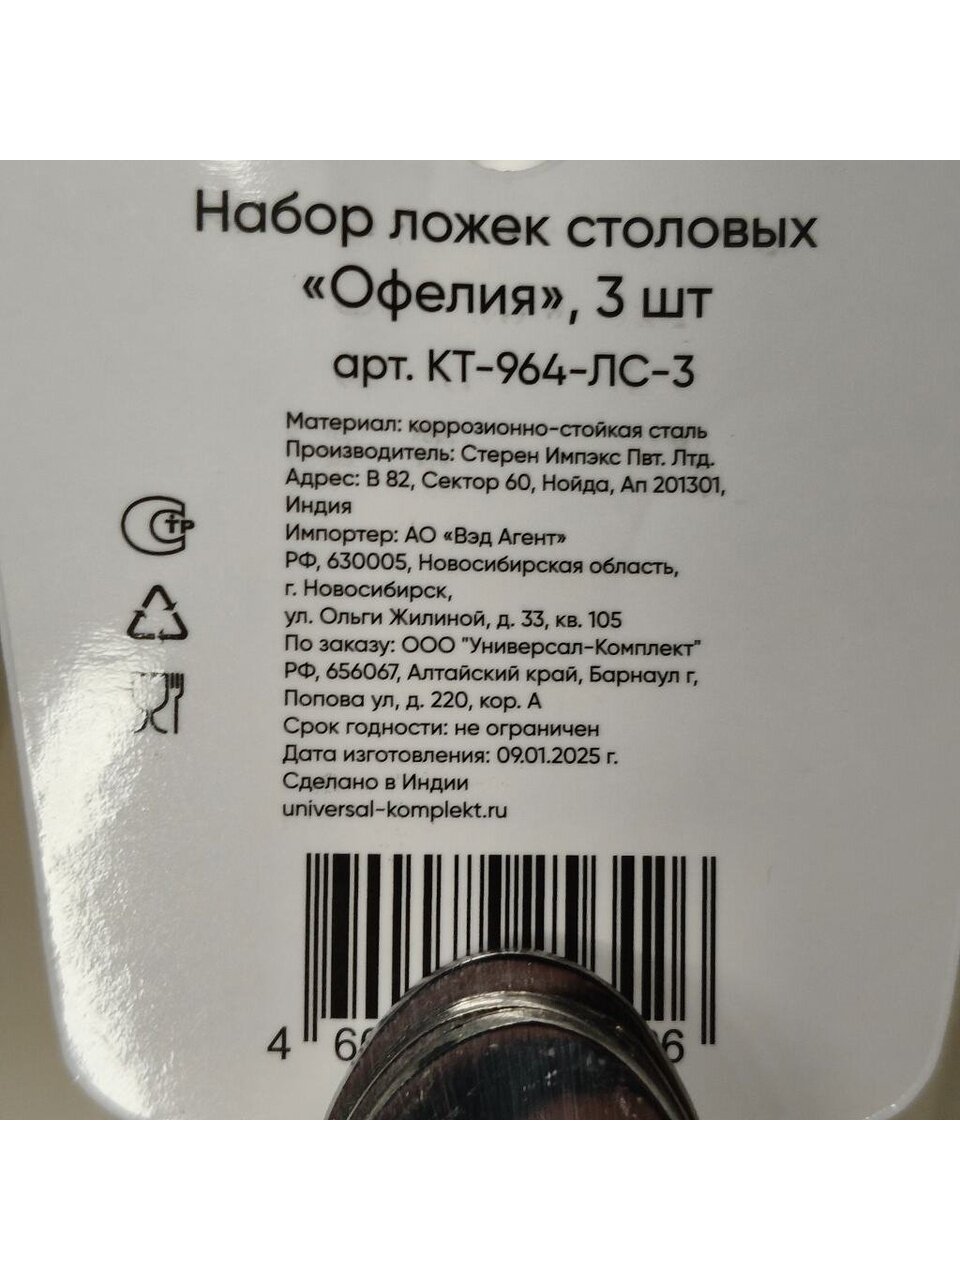 Набор ложек столовых
«Офелия», 3 шт
арт. КТ-964-ЛС-3
Материал: коррозионно-стойкая сталь
Производитель: Стерен Импэкс Пвт. Лтд.
Адрес: В 82, Сектор 60, Нойда, Ап 201301,
Индия
Импортер: АО «Вэд Агент»
РФ, 630005, Новосибирская область,
г. Новосибирск,
ул. Ольги Жилиной, д. 33, кв. 105
По заказу: ООО "Универсал-Комплект"
РФ, 656067, Алтайский край, Барнаул г,
Попова ул, д. 220, кор. А
Срок годности: не ограничен
Дата изготовления: 09.01.2025 г.
Сделано в Индии
universal-komplekt.ru
стр